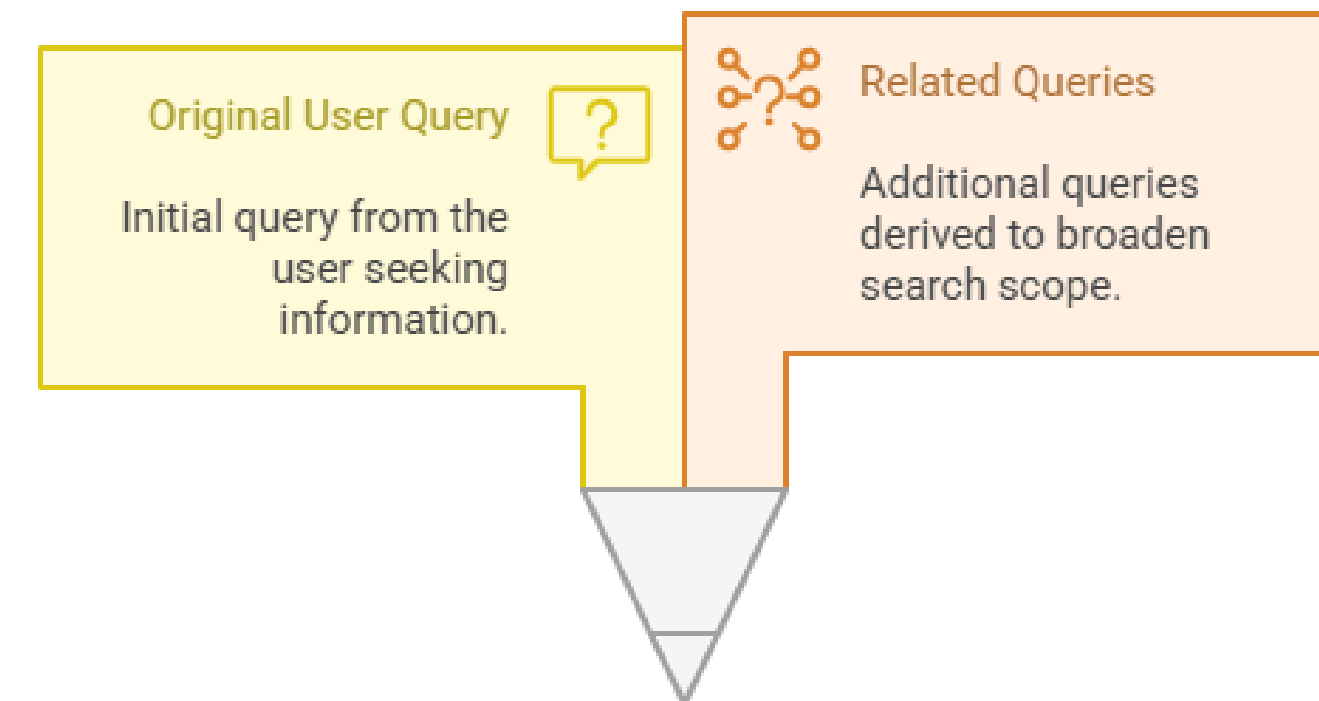 Original User Query
Initial query from the
user seeking
information.
Related Queries
Additional queries
derived to broaden
search scope.